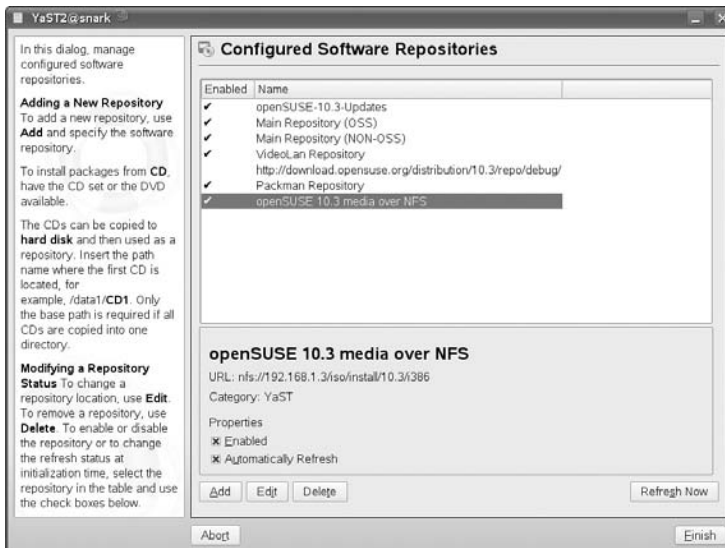 YaST2@snark
In this dialog, manage
configured software
repositories.
Adding a New Repository
To add a new repository, use
Add and specify the software
repository.
To install packages from CD,
have the CD set or the DVD
available.
The CDs can be copied to
hard disk and then used as a
repository. Insert the path
name where the first CD is
located, for
example, /data1/CD1. Only
the base path is required if all
CDs are copied into one
directory.
Modifying a Repository
Status To change a
repository location, use Edit.
To remove a repository, use
Delete. To enable or disable
the repository or to change
the refresh status at
initialization time, select the
repository in the table and use
the check boxes below.
Configured Software Repositories
Enabled Name
✔ openSUSE-10.3-Updates
✔ Main Repository (OSS)
✔ Main Repository (NON-OSS)
✔ VideoLan Repository
http://download.opensuse.org/distribution/10.3/repo/debug/
✔ Packman Repository
✔ openSUSE 10.3 media over NFS
openSUSE 10.3 media over NFS
URL: nfs://192.168.1.3/iso/install/10.3/i386
Category: YaST
Properties
Enabled
Automatically Refresh
Add Edit Delete Refresh Now
Abort Finish